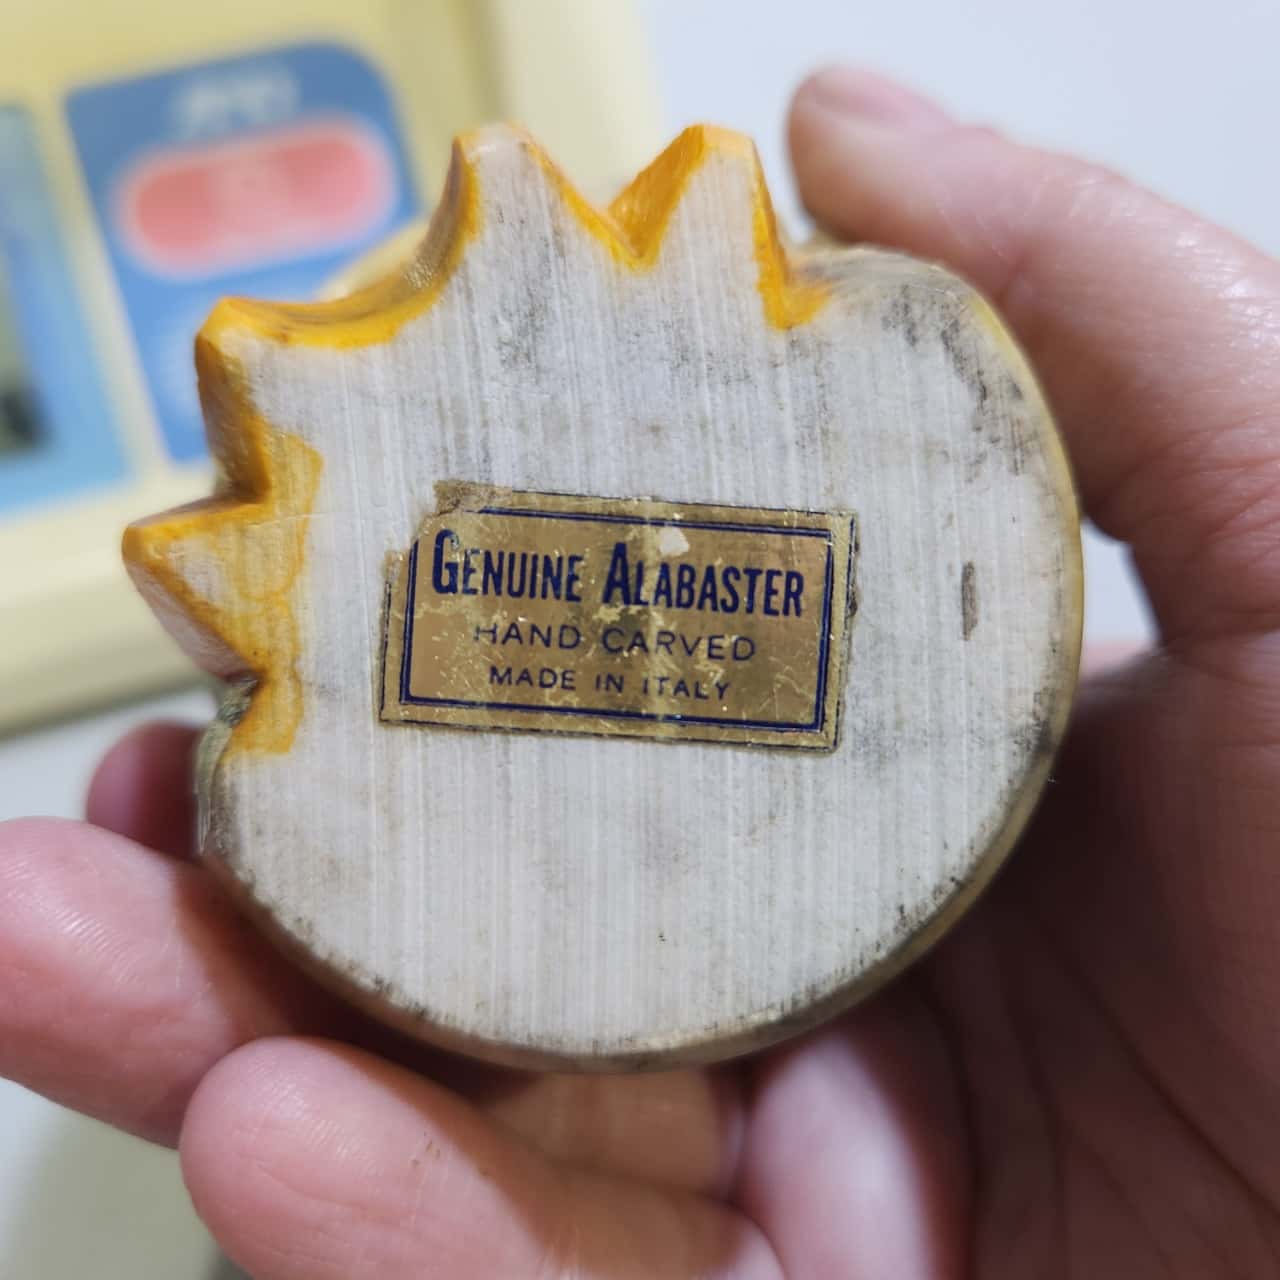 GENUINE ALABASTER
HAND CARVED
MADE IN ITALY